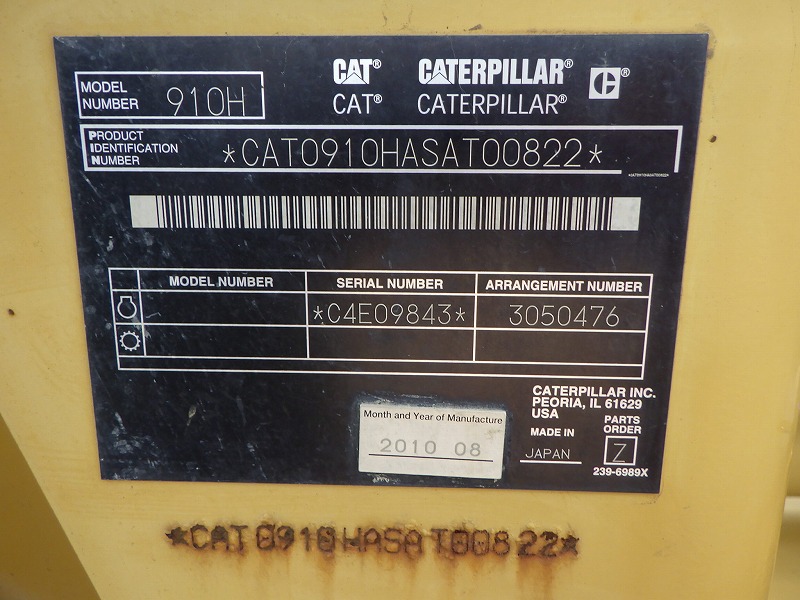 MODEL NUMBER 910H
CAT® CATERPILLAR® C®
CAT® CATERPILLAR®
PRODUCT IDENTIFICATION NUMBER *CAT0910HASAT00822*
*CAT0910HASAT00822*
MODEL NUMBER SERIAL NUMBER ARRANGEMENT NUMBER
*C4E09843* 3050476
CATERPILLAR INC.
PEORIA, IL 61629
USA
MADE IN JAPAN
PARTS ORDER Z
239-6989X
Month and Year of Manufacture
2010 08
*CAT0910HASAT00822*